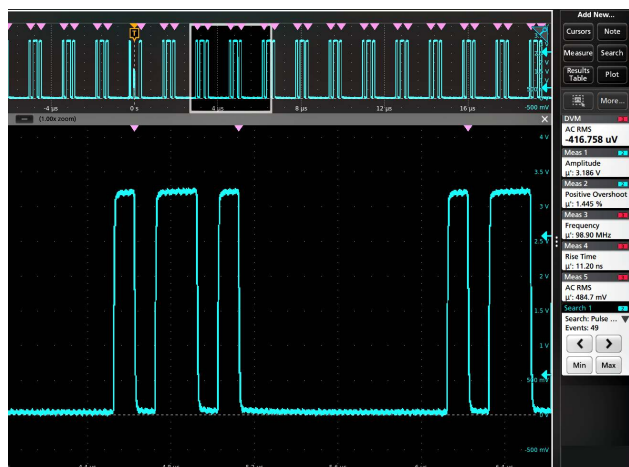 Add New...
Cursors
Note
Measure
Search
Results
Table
Plot
More...
DVM
AC RMS
-416.758 uV
Meas 1
Amplitude
µ': 3.186 V
Meas 2
Positive Overshoot
µ': 1.445 %
Meas 3
Frequency
µ': 98.90 MHz
Meas 4
Rise Time
µ': 11.20 ns
Meas 5
AC RMS
µ': 484.7 mV
Search 1
Search: Pulse ...
Events: 49
Min
Max
T
-4 µs
0 s
4 µs
8 µs
12 µs
16 µs
-500 mV
(1.00x zoom)
4 V
3.5 V
3 V
2.5 V
2 V
1.5 V
1 V
500 mV
-500 mV